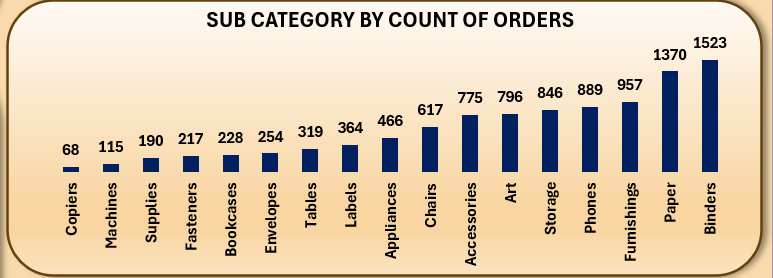 SUB CATEGORY BY COUNT OF ORDERS
68
115
190
217
228
254
319
364
466
617
775
796
846
889
957
1370
1523
Copiers
Machines
Supplies
Fasteners
Bookcases
Envelopes
Tables
Labels
Appliances
Chairs
Accessories
Art
Storage
Phones
Furnishings
Paper
Binders